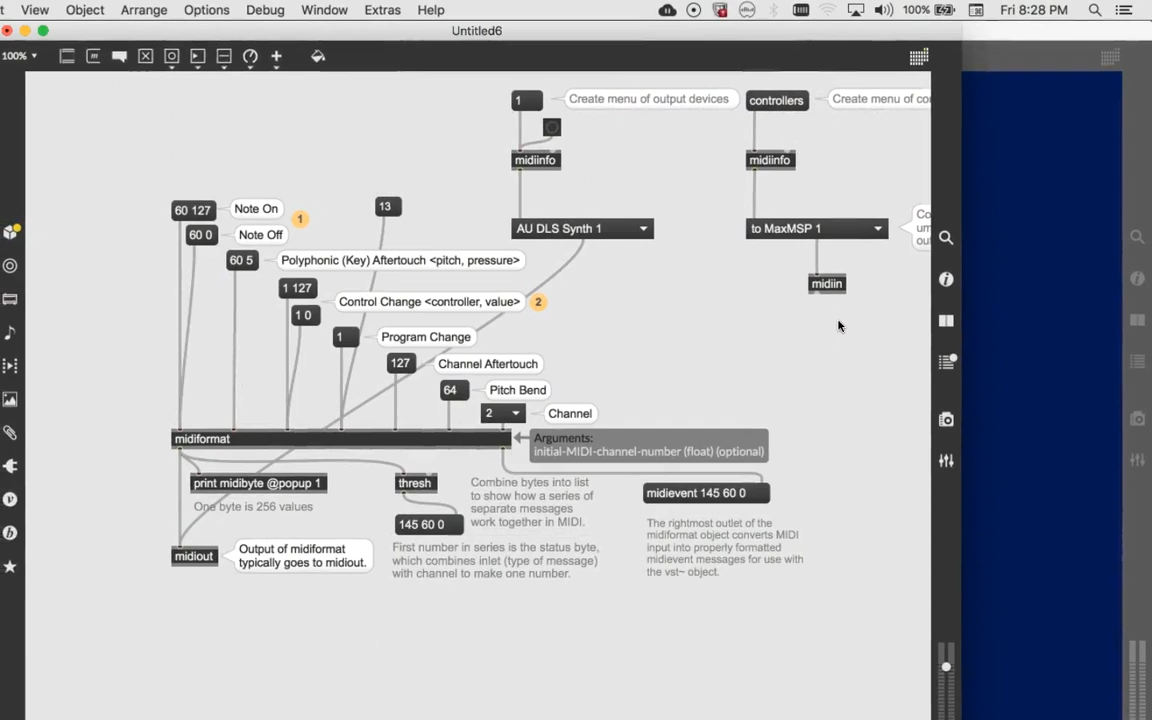 t View Object Arrange Options Debug Window Extras Help 100% Fri 8:28 PM
Untitled6
100%
1 Create menu of output devices controllers Create menu of con
midiinfo midiinfo
60 127 Note On 1 13
60 0 Note Off
AU DLS Synth 1 to MaxMSP 1
60 5 Polyphonic (Key) Aftertouch <pitch, pressure>
1 127
midiin
Control Change <controller, value> 2
1 0
1 Program Change
127 Channel Aftertouch
64 Pitch Bend
2 Channel
midiformat
Arguments:
initial-MIDI-channel-number (float) (optional)
print midibyte @popup 1 thresh
One byte is 256 values
Combine bytes into list
to show how a series of
separate messages
work together in MIDI.
midievent 145 60 0
145 60 0
The rightmost outlet of the
midiformat object converts MIDI
input into properly formatted
midievent messages for use with
the vst~ object.
First number in series is the status byte,
which combines inlet (type of message)
with channel to make one number.
midiout
Output of midiformat
typically goes to midiout.